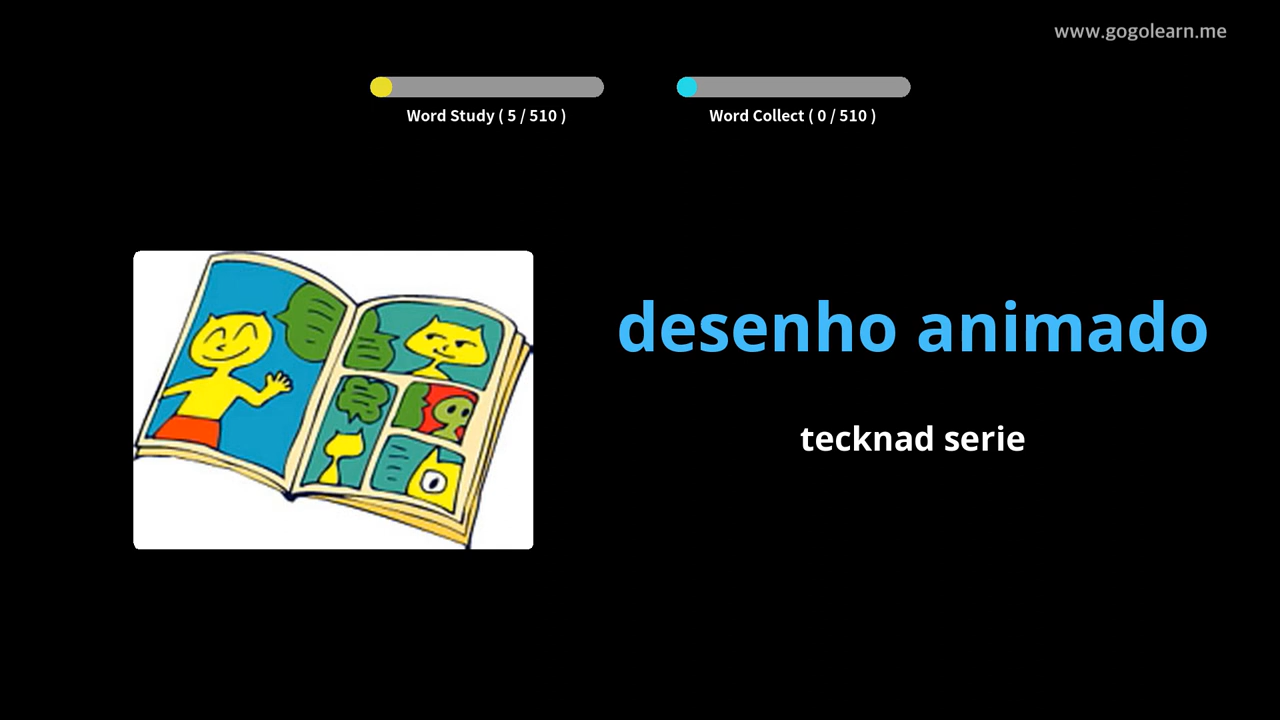 www.gogolearn.me
Word Study ( 5 / 510 )
Word Collect ( 0 / 510 )
desenho animado
tecknad serie